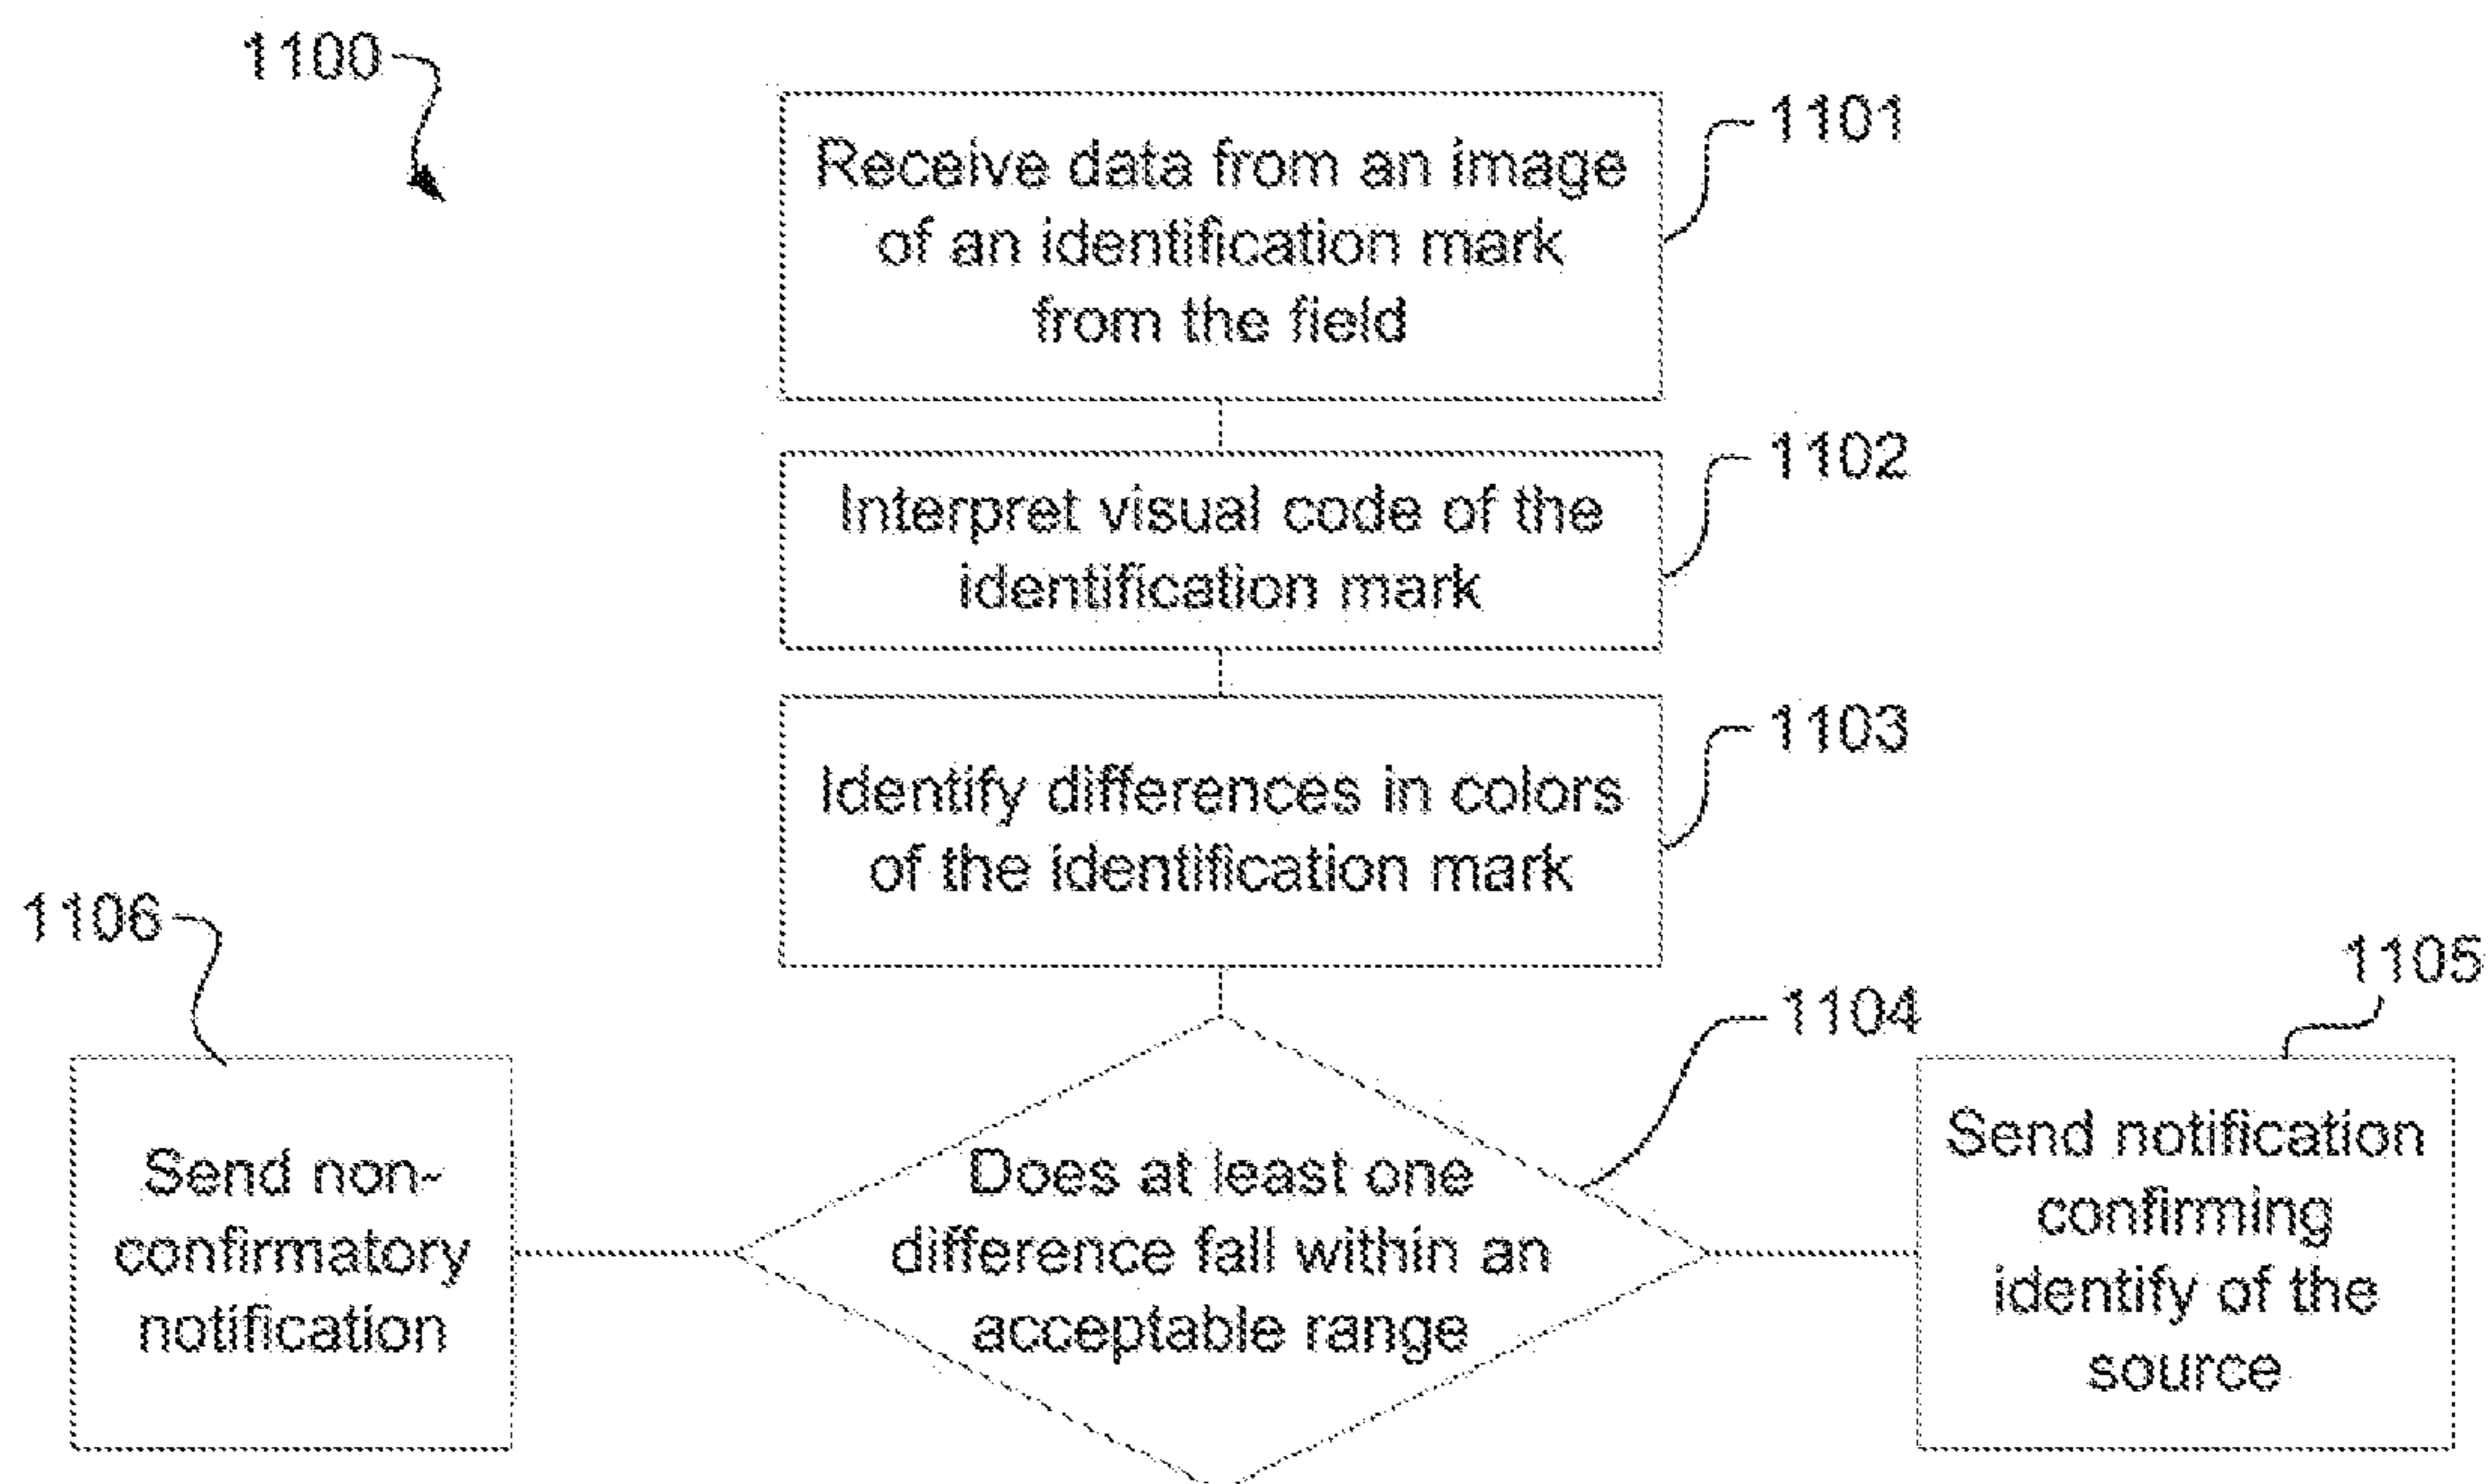 1100
1101
Receive data from an image
of an identification mark
from the field
1102
Interpret visual code of the
identification mark
1103
Identify differences in colors
of the identification mark
1106
1105
1104
Send non-
confirmatory
notification
Does at least one
difference fall within an
acceptable range
Send notification
confirming
identify of the
source